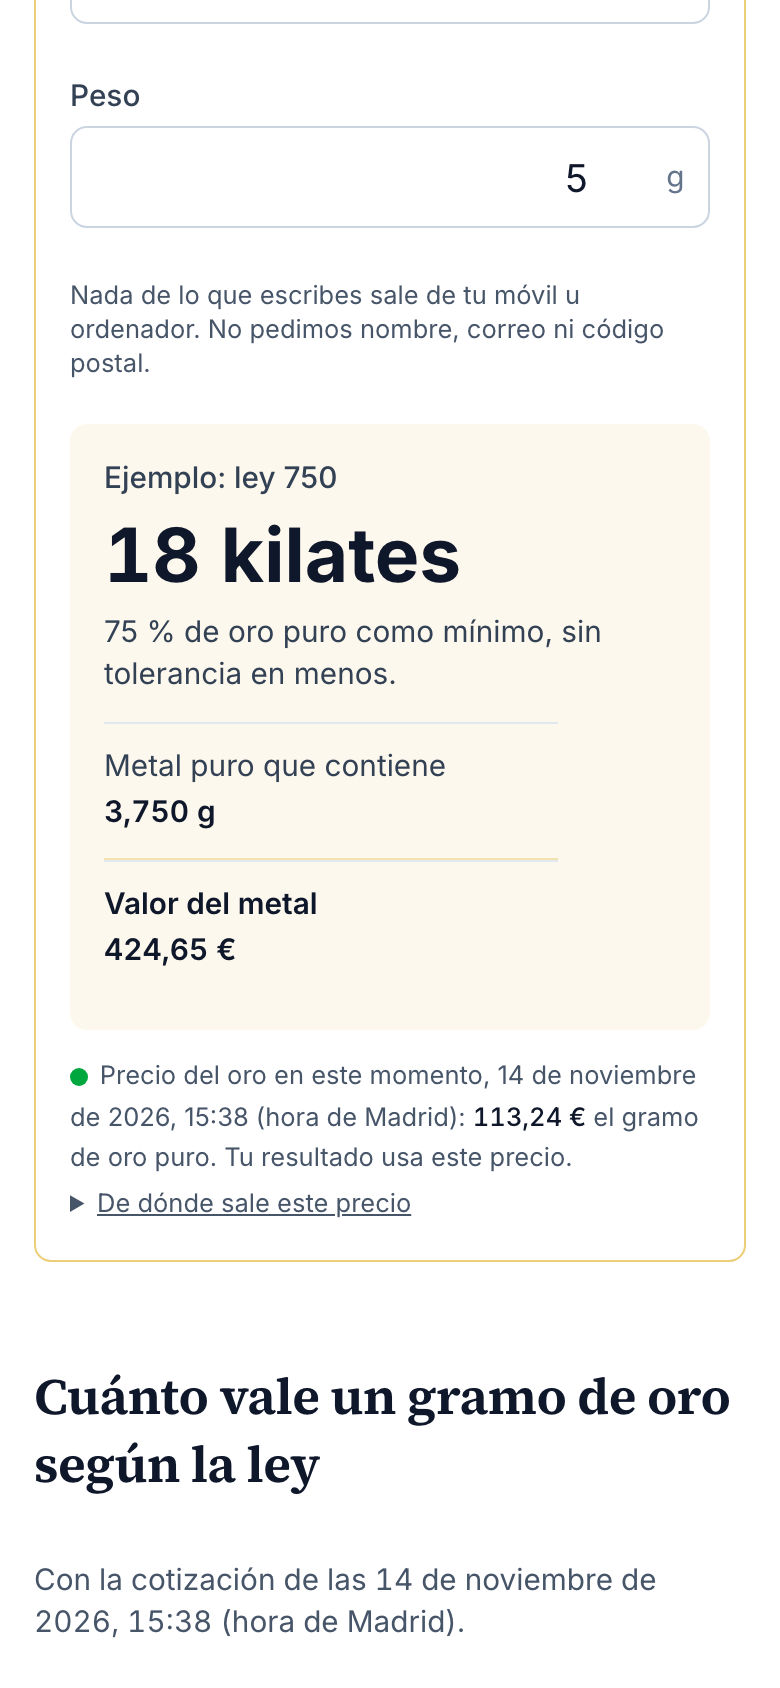 Peso
5 g
Nada de lo que escribes sale de tu móvil u
ordenador. No pedimos nombre, correo ni código
postal.
Ejemplo: ley 750
18 kilates
75 % de oro puro como mínimo, sin
tolerancia en menos.
Metal puro que contiene
3,750 g
Valor del metal
424,65 €
Precio del oro en este momento, 14 de noviembre
de 2026, 15:38 (hora de Madrid): 113,24 € el gramo
de oro puro. Tu resultado usa este precio.
De dónde sale este precio
Cuánto vale un gramo de oro
según la ley
Con la cotización de las 14 de noviembre de
2026, 15:38 (hora de Madrid).